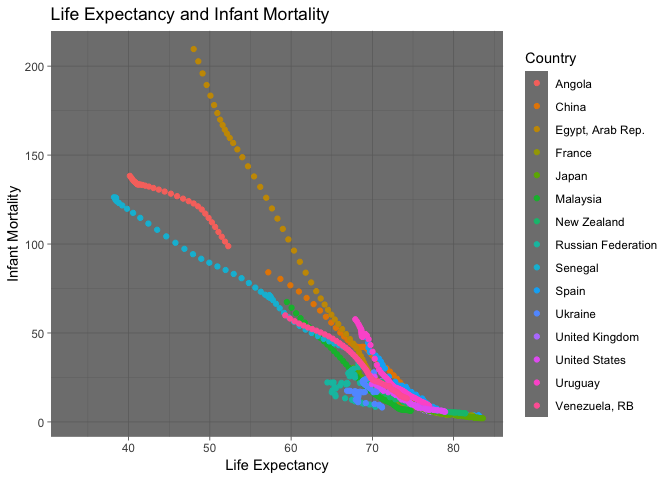 Life Expectancy and Infant Mortality
Infant Mortality
200
150
100
50
0
40
50
60
70
80
Life Expectancy
Country
Angola
China
Egypt, Arab Rep.
France
Japan
Malaysia
New Zealand
Russian Federation
Senegal
Spain
Ukraine
United Kingdom
United States
Uruguay
Venezuela, RB